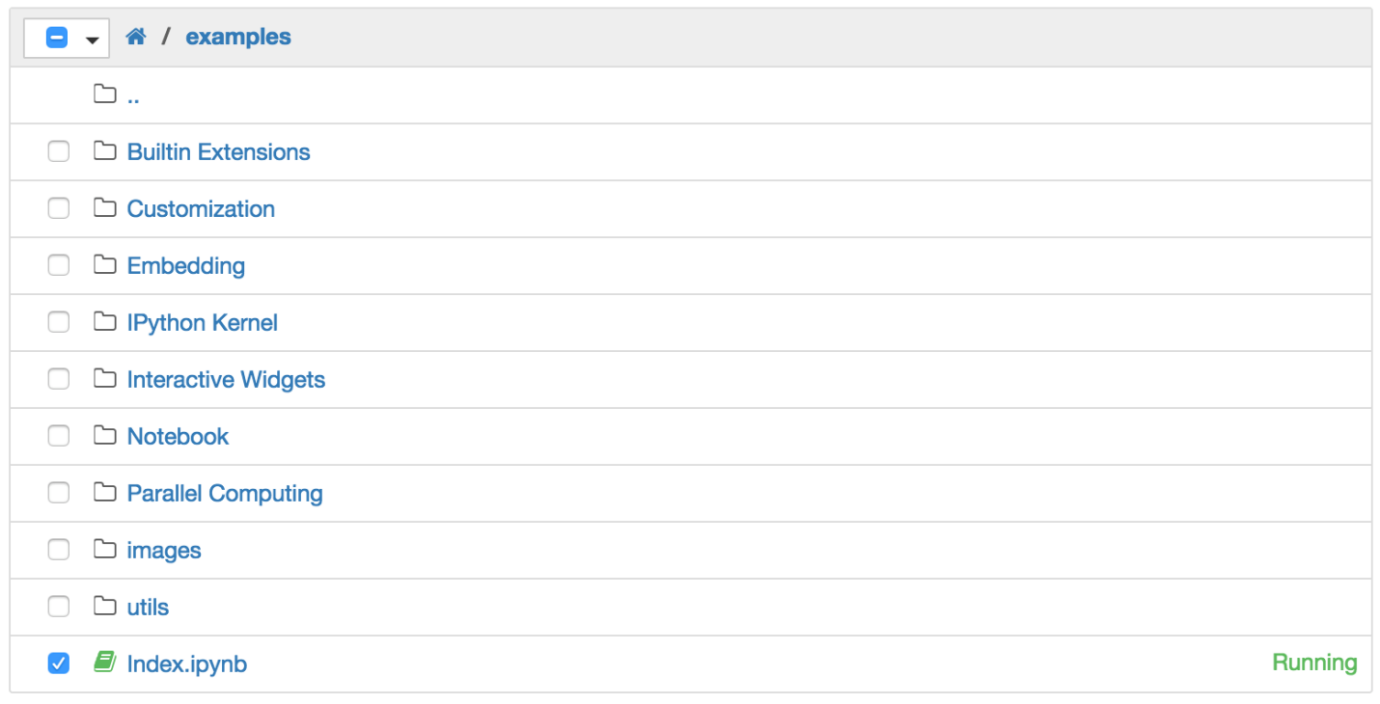 / examples
..
Builtin Extensions
Customization
Embedding
IPython Kernel
Interactive Widgets
Notebook
Parallel Computing
images
utils
Index.ipynb Running